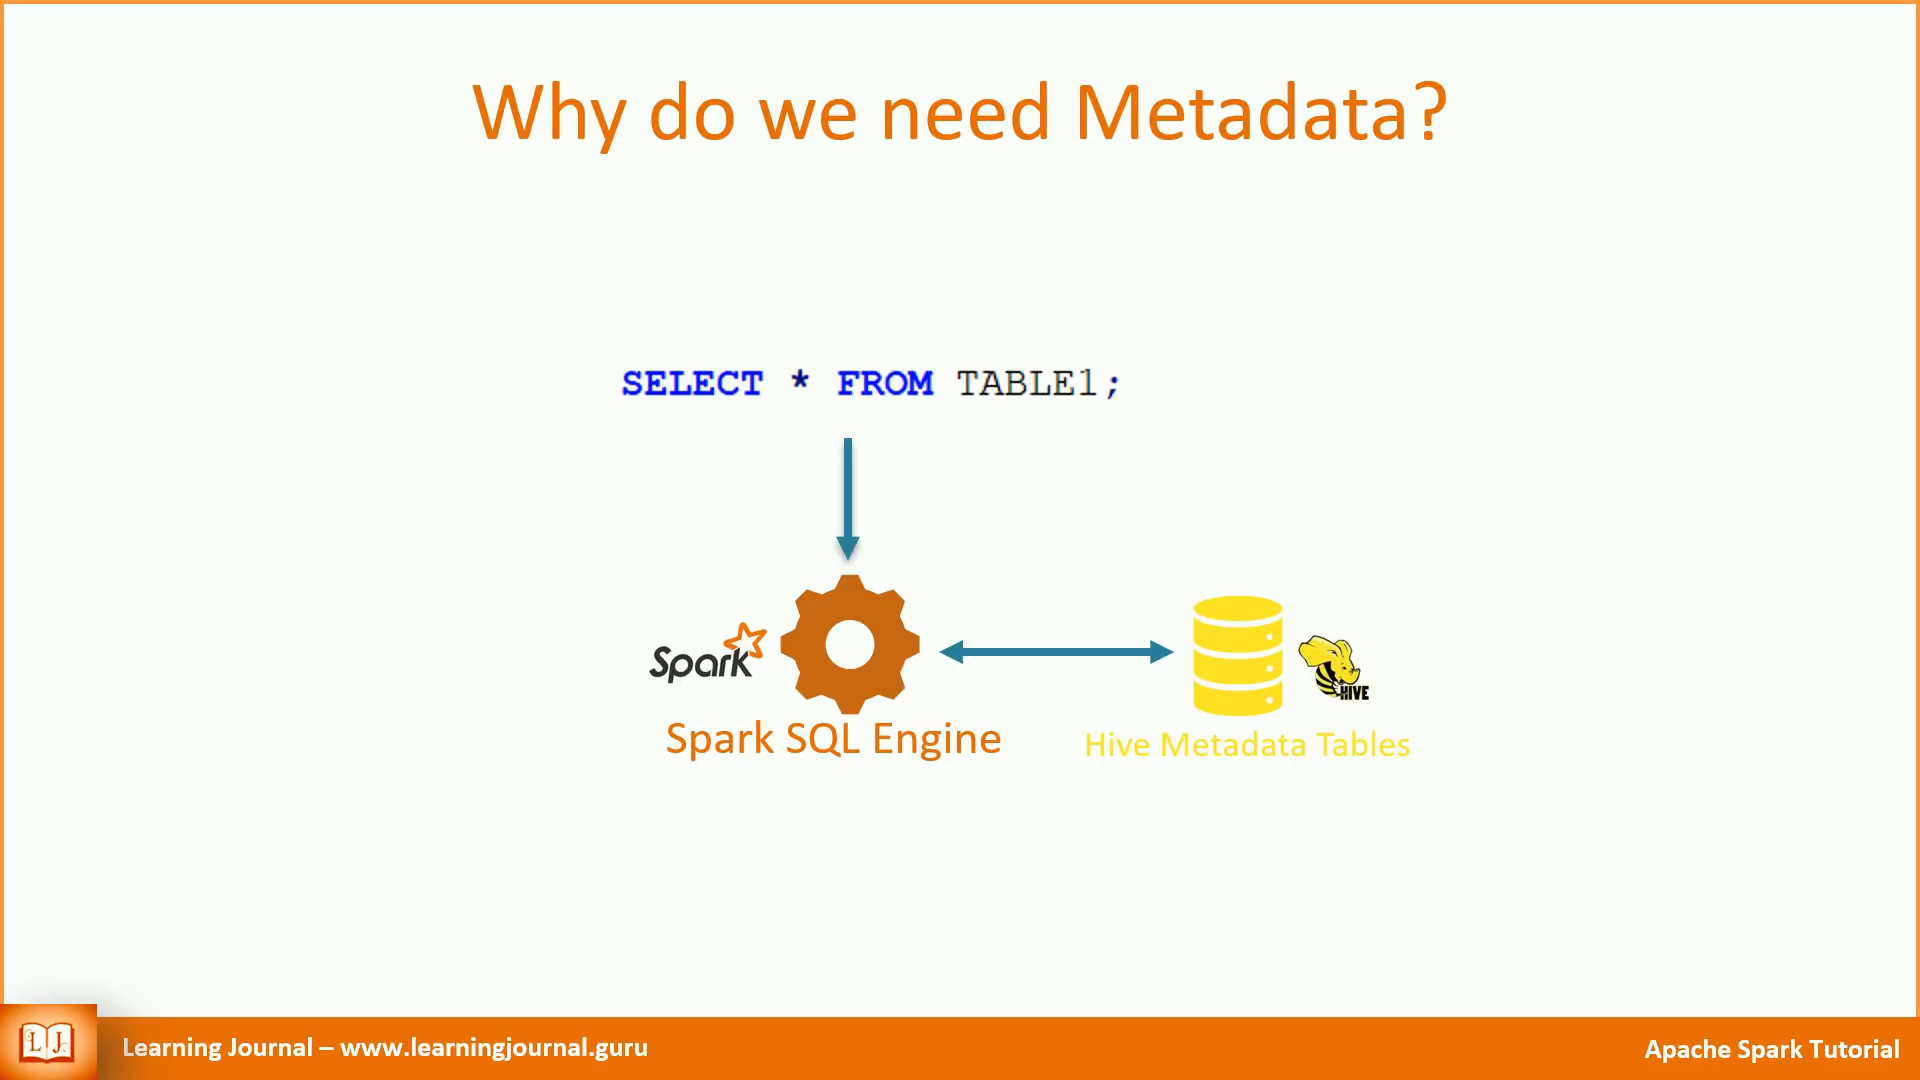 Why do we need Metadata?
SELECT * FROM TABLE1;
Spark
HIVE
Spark SQL Engine
Hive Metadata Tables
L J
Learning Journal – www.learningjournal.guru
Apache Spark Tutorial